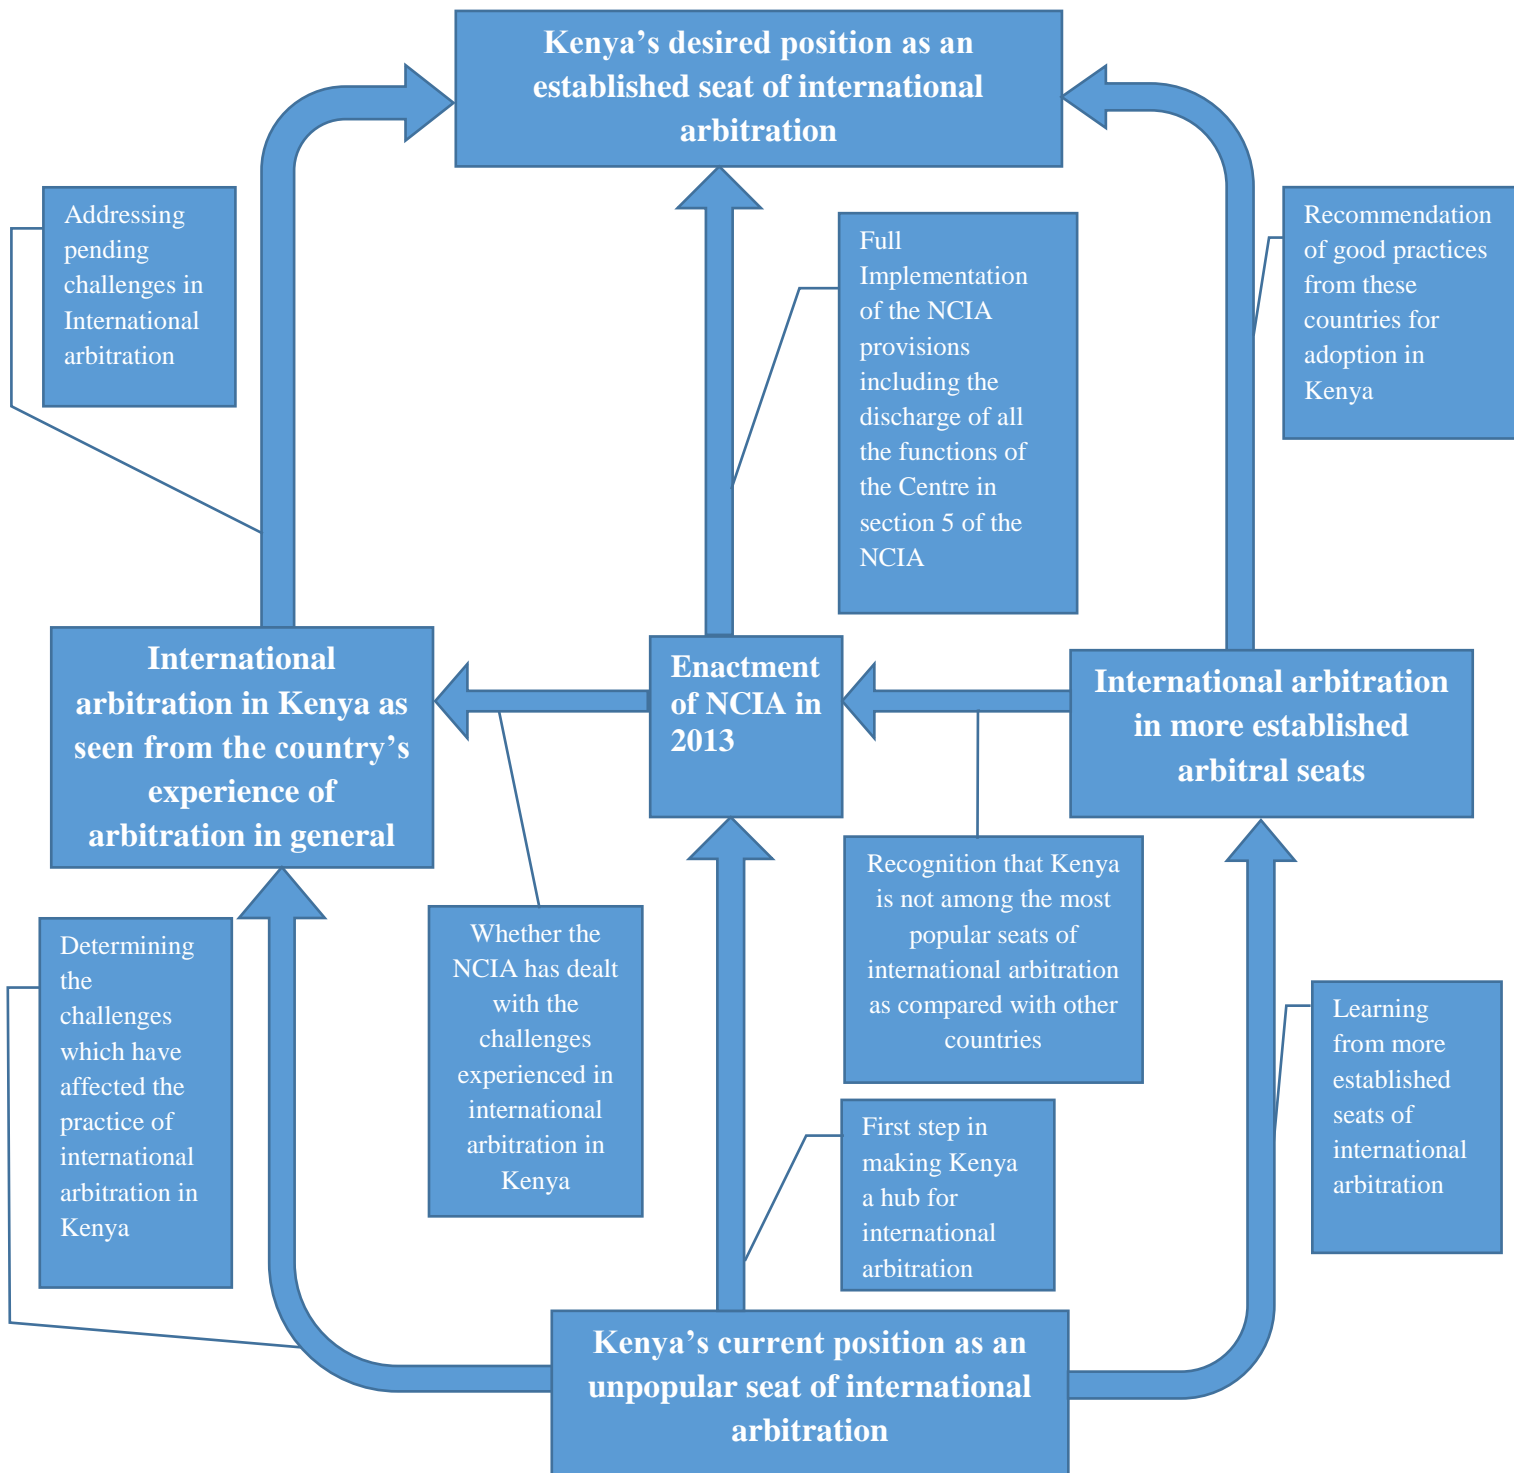 Kenya’s desired position as an
established seat of international
arbitration
Addressing
pending
challenges in
International
arbitration
Full
Implementation
of the NCIA
provisions
including the
discharge of all
the functions of
the Centre in
section 5 of the
NCIA
Recommendation
of good practices
from these
countries for
adoption in
Kenya
International
arbitration in Kenya as
seen from the country’s
experience of
arbitration in general
Enactment
of NCIA in
2013
International arbitration
in more established
arbitral seats
Determining
the
challenges
which have
affected the
practice of
international
arbitration in
Kenya
Whether the
NCIA has dealt
with the
challenges
experienced in
international
arbitration in
Kenya
Recognition that Kenya
is not among the most
popular seats of
international arbitration
as compared with other
countries
First step in
making Kenya
a hub for
international
arbitration
Learning
from more
established
seats of
international
arbitration
Kenya’s current position as an
unpopular seat of international
arbitration